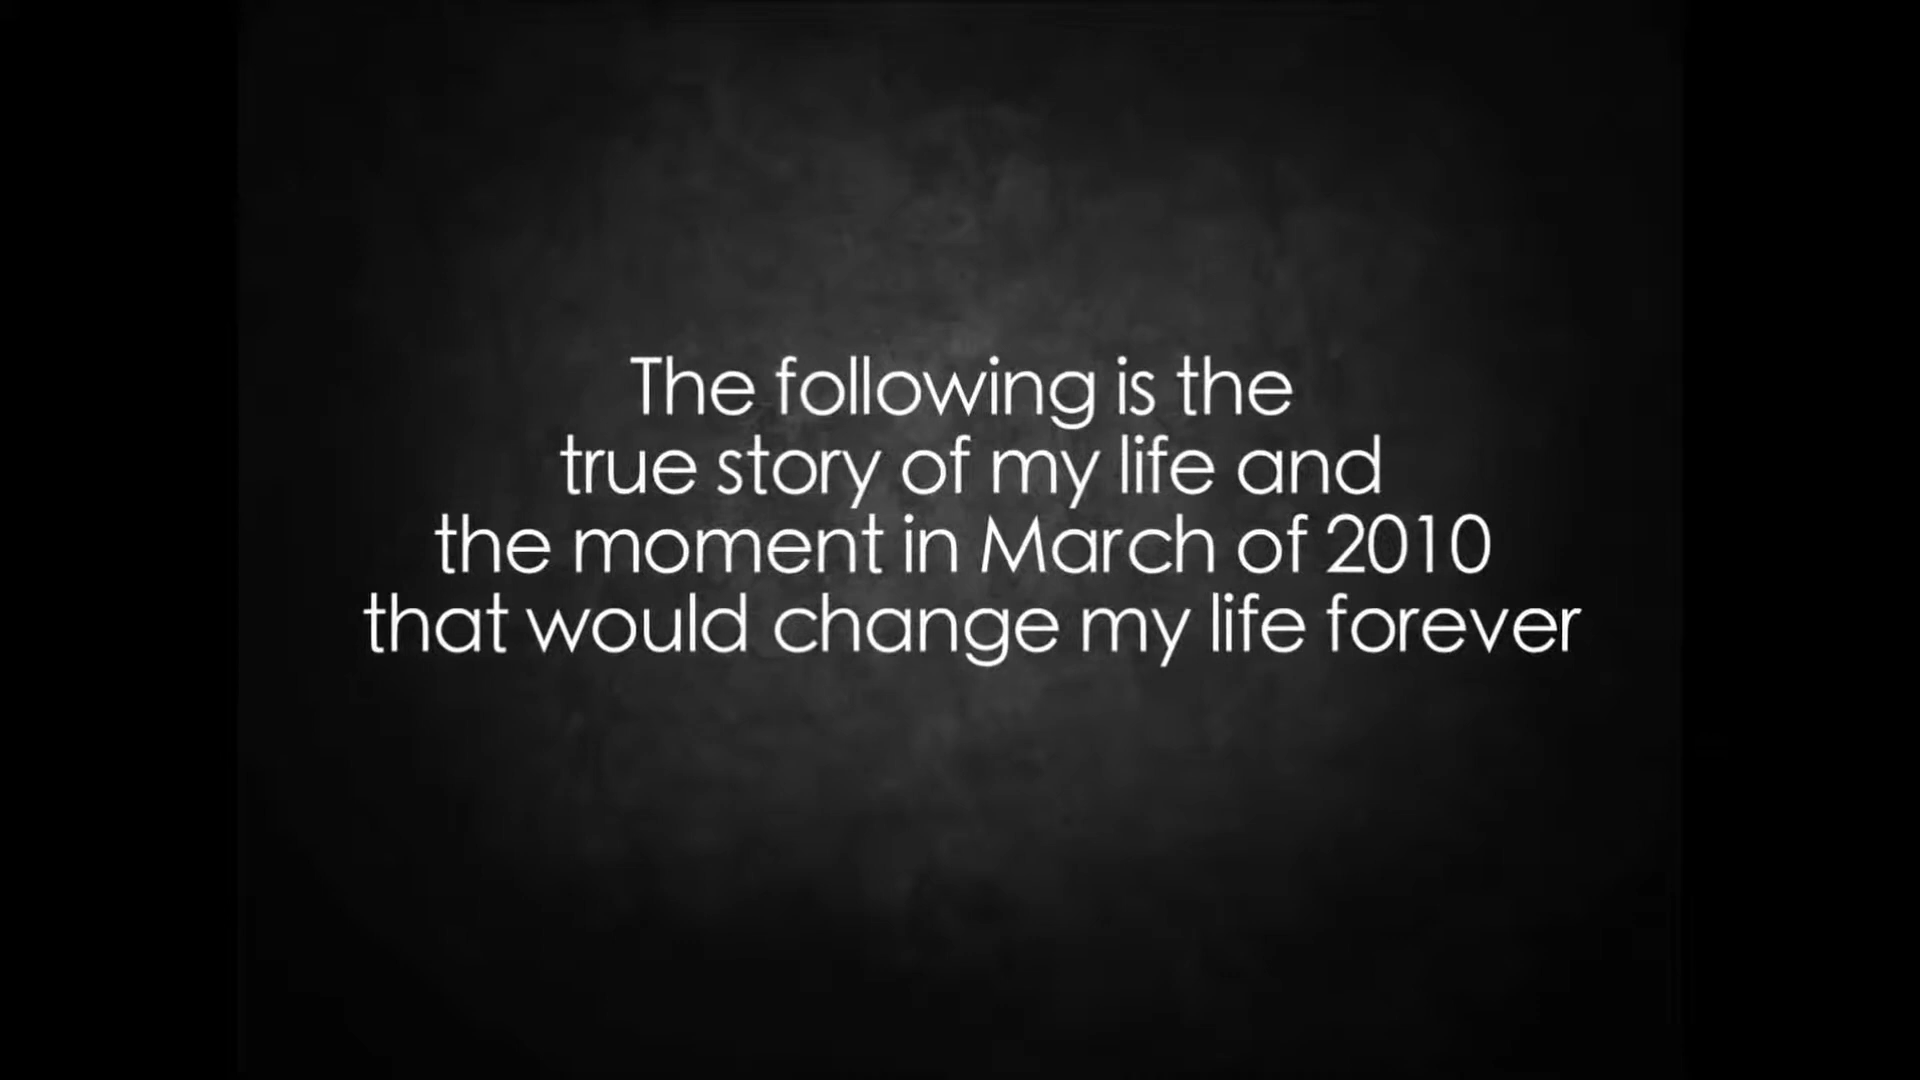 The following is the
true story of my life and
the moment in March of 2010
that would change my life forever